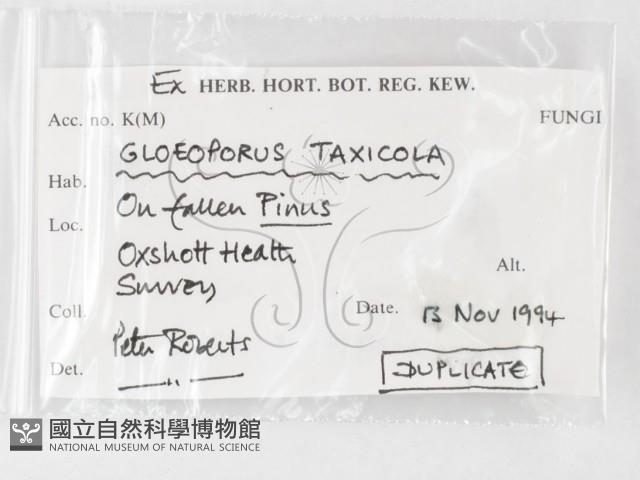 Ex HERB. HORT. BOT. REG. KEW.
Acc. no. K(M) FUNGI
GLOEOPORUS TAXICOLA
Hab. On fallen Pinus
Loc. Oxshott Heath
Surrey
Alt.
Coll. Peter Roberts
Date. 13 Nov 1994
Det. —〃—
DUPLICATE
國立自然科學博物館
NATIONAL MUSEUM OF NATURAL SCIENCE